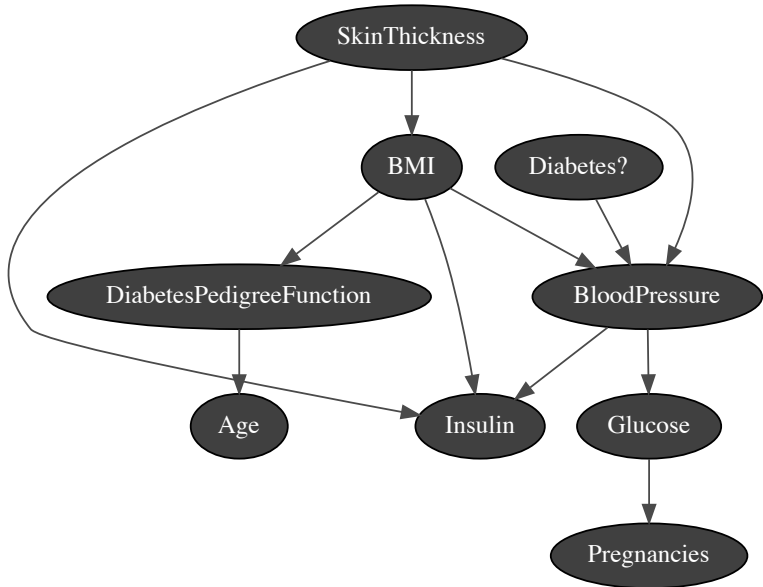 SkinThickness
BMI
Diabetes?
DiabetesPedigreeFunction
BloodPressure
Age
Insulin
Glucose
Pregnancies